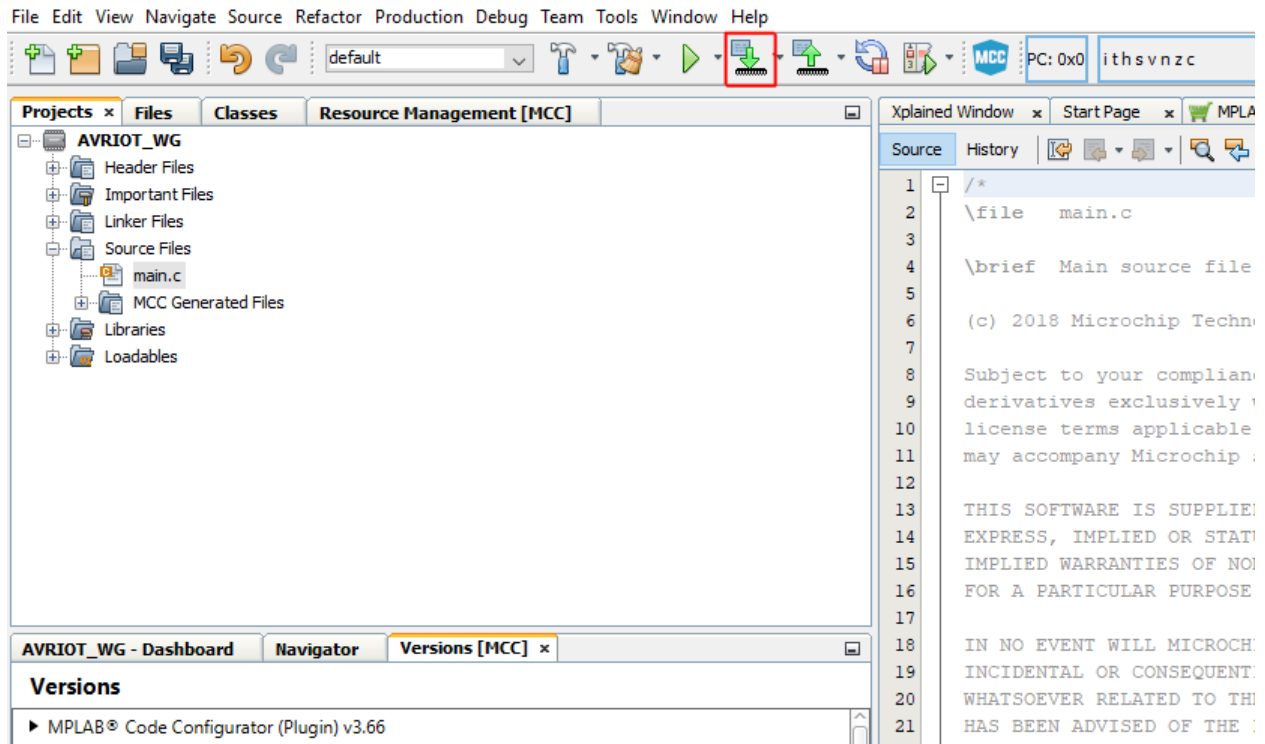 File Edit View Navigate Source Refactor Production Debug Team Tools Window Help
default MCC PC: 0x0 i t h s v n z c
Projects × Files Classes Resource Management [MCC]
AVRIOT_WG
Header Files
Important Files
Linker Files
Source Files
main.c
MCC Generated Files
Libraries
Loadables
AVRIOT_WG - Dashboard Navigator Versions [MCC] ×
Versions
MPLAB® Code Configurator (Plugin) v3.66
Xplained Window × Start Page × MPLA
Source History
1 /*
2 \file main.c
3
4 \brief Main source file
5
6 (c) 2018 Microchip Techn
7
8 Subject to your complian
9 derivatives exclusively
10 license terms applicable
11 may accompany Microchip
12
13 THIS SOFTWARE IS SUPPLIE
14 EXPRESS, IMPLIED OR STAT
15 IMPLIED WARRANTIES OF NO
16 FOR A PARTICULAR PURPOSE
17
18 IN NO EVENT WILL MICROCH
19 INCIDENTAL OR CONSEQUENT
20 WHATSOEVER RELATED TO TH
21 HAS BEEN ADVISED OF THE